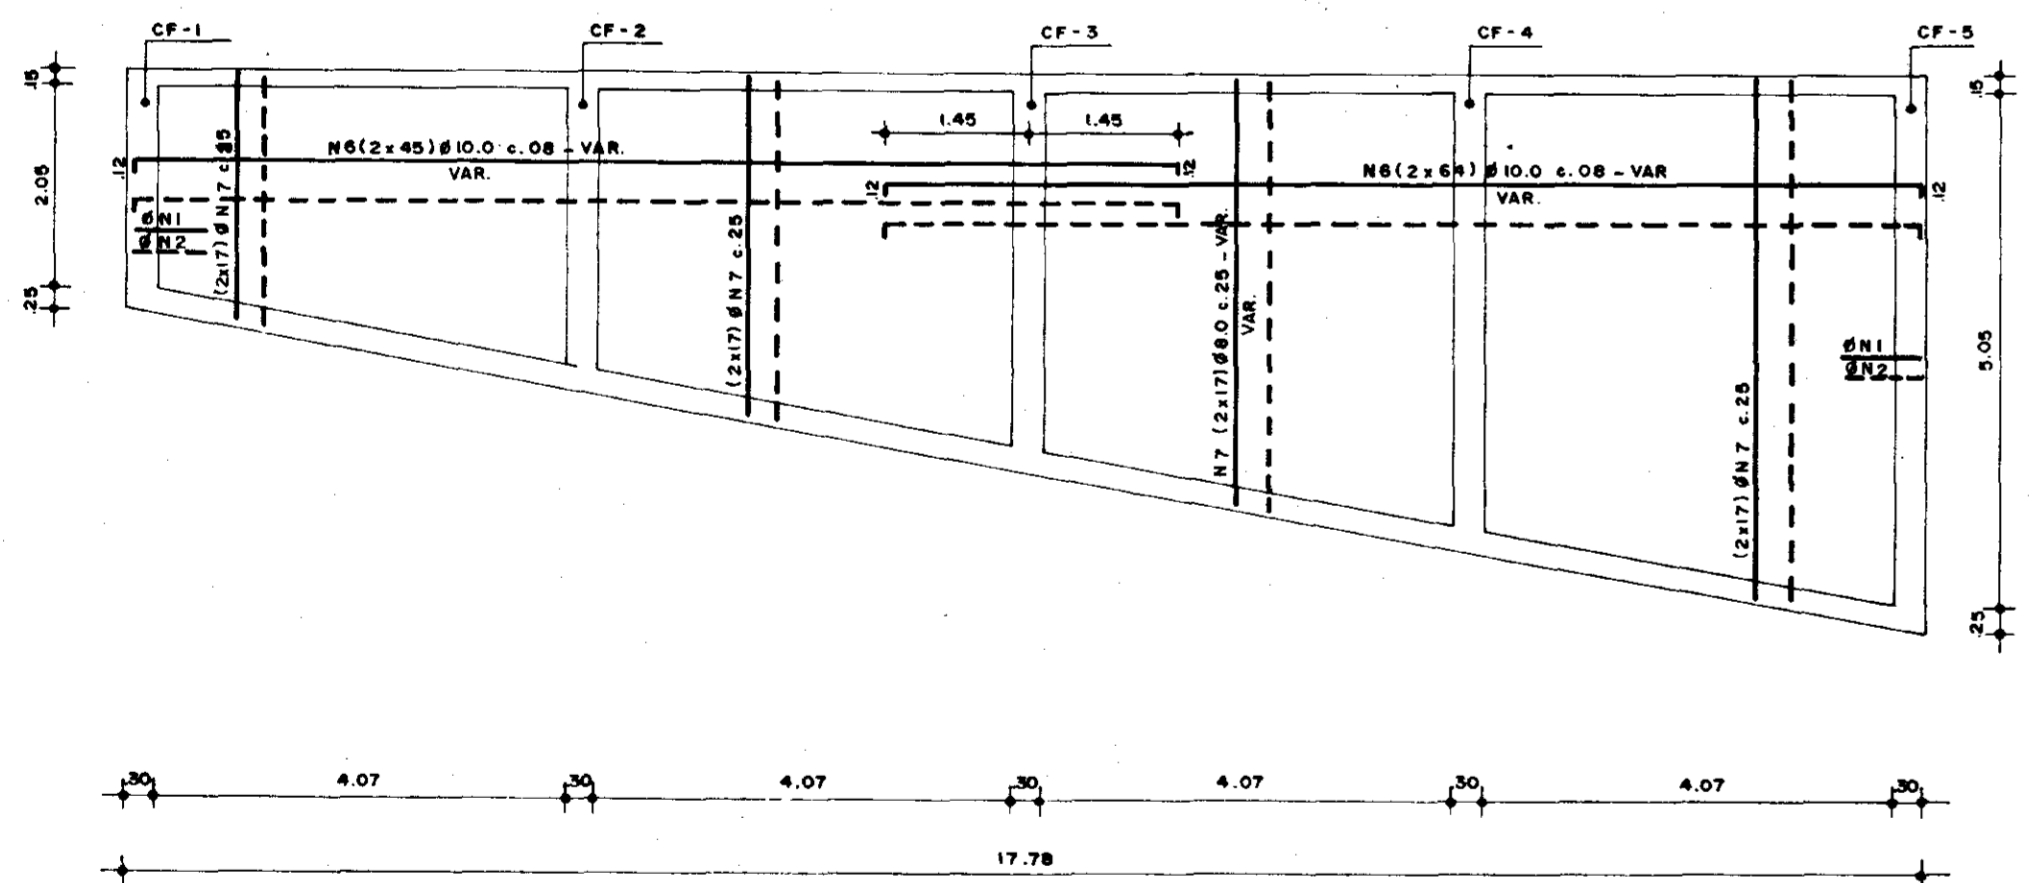 CF-1
CF-2
CF-3
CF-4
CF-5
.15
2.05
.25
.12
N6(2x45)Ø10.0 c.08 - VAR.
VAR.
1.45
1.45
.12
.12
N6(2x64)Ø10.0 c.08 - VAR
VAR.
.12
.15
5.05
.25
ØN1
ØN2
(2x17)ØN7 c.25
(2x17)ØN7 c.25
N7 (2x17)Ø8.0 c.25 - VAR.
VAR.
(2x17)ØN7 c.25
ØN1
ØN2
.30
4.07
.30
4.07
.30
4.07
.30
4.07
.30
17.78